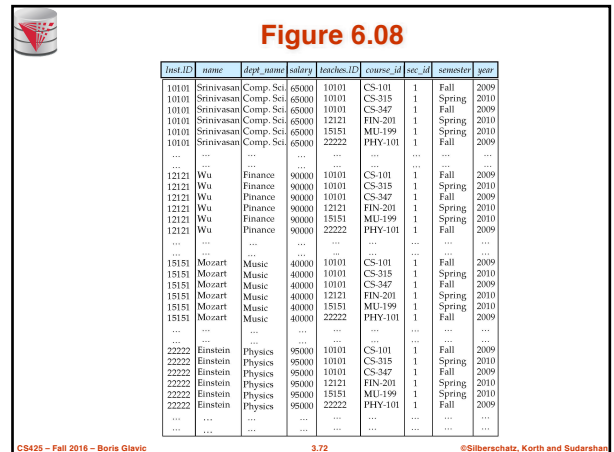 Figure 6.08
Inst.ID name dept_name salary teaches.ID course_id sec_id semester year
10101 Srinivasan Comp. Sci. 65000 10101 CS-101 1 Fall 2009
10101 Srinivasan Comp. Sci. 65000 10101 CS-315 1 Spring 2010
10101 Srinivasan Comp. Sci. 65000 10101 CS-347 1 Fall 2009
10101 Srinivasan Comp. Sci. 65000 12121 FIN-201 1 Spring 2010
10101 Srinivasan Comp. Sci. 65000 15151 MU-199 1 Spring 2010
10101 Srinivasan Comp. Sci. 65000 22222 PHY-101 1 Fall 2009
... ... ... ... ... ... ... ... ...
... ... ... ... ... ... ... ... ...
12121 Wu Finance 90000 10101 CS-101 1 Fall 2009
12121 Wu Finance 90000 10101 CS-315 1 Spring 2010
12121 Wu Finance 90000 10101 CS-347 1 Fall 2009
12121 Wu Pinance 90000 12121 FIN-201 1 Spring 2010
12121 Wu Pinance 90000 15151 MU-199 1 Spring 2010
12121 Wu Pinance 90000 22222 PHY-101 1 Fall 2009
... ... ... ... ... ... ... ... ...
... ... ... ... ... ... ... ... ...
15151 Mozart Music 40000 10101 CS-101 1 Fall 2009
15151 Mozart Music 40000 10101 CS-315 1 Spring 2010
15151 Mozart Music 40000 10101 CS-347 1 Fall 2009
15151 Mozart Music 40000 12121 FIN-201 1 Spring 2010
15151 Mozart Music 40000 15151 MU-199 1 Spring 2010
15151 Mozart Music 40000 22222 PHY-101 1 Fall 2009
... ... ... ... ... ... ... ... ...
... ... ... ... ... ... ... ... ...
22222 Einstein Physics 95000 10101 CS-101 1 Fall 2009
22222 Einstein Physics 95000 10101 CS-315 1 Spring 2010
22222 Einstein Physics 95000 10101 CS-347 1 Fall 2009
22222 Einstein Physics 95000 12121 FIN-201 1 Spring 2010
22222 Einstein Physics 95000 15151 MU-199 1 Spring 2010
22222 Einstein Physics 95000 22222 PHY-101 1 Fall 2009
... ... ... ... ... ... ... ... ...
... ... ... ... ... ... ... ... ...
CS425 – Fall 2016 – Boris Glavic 3.72 ©Silberschatz, Korth and Sudarshan